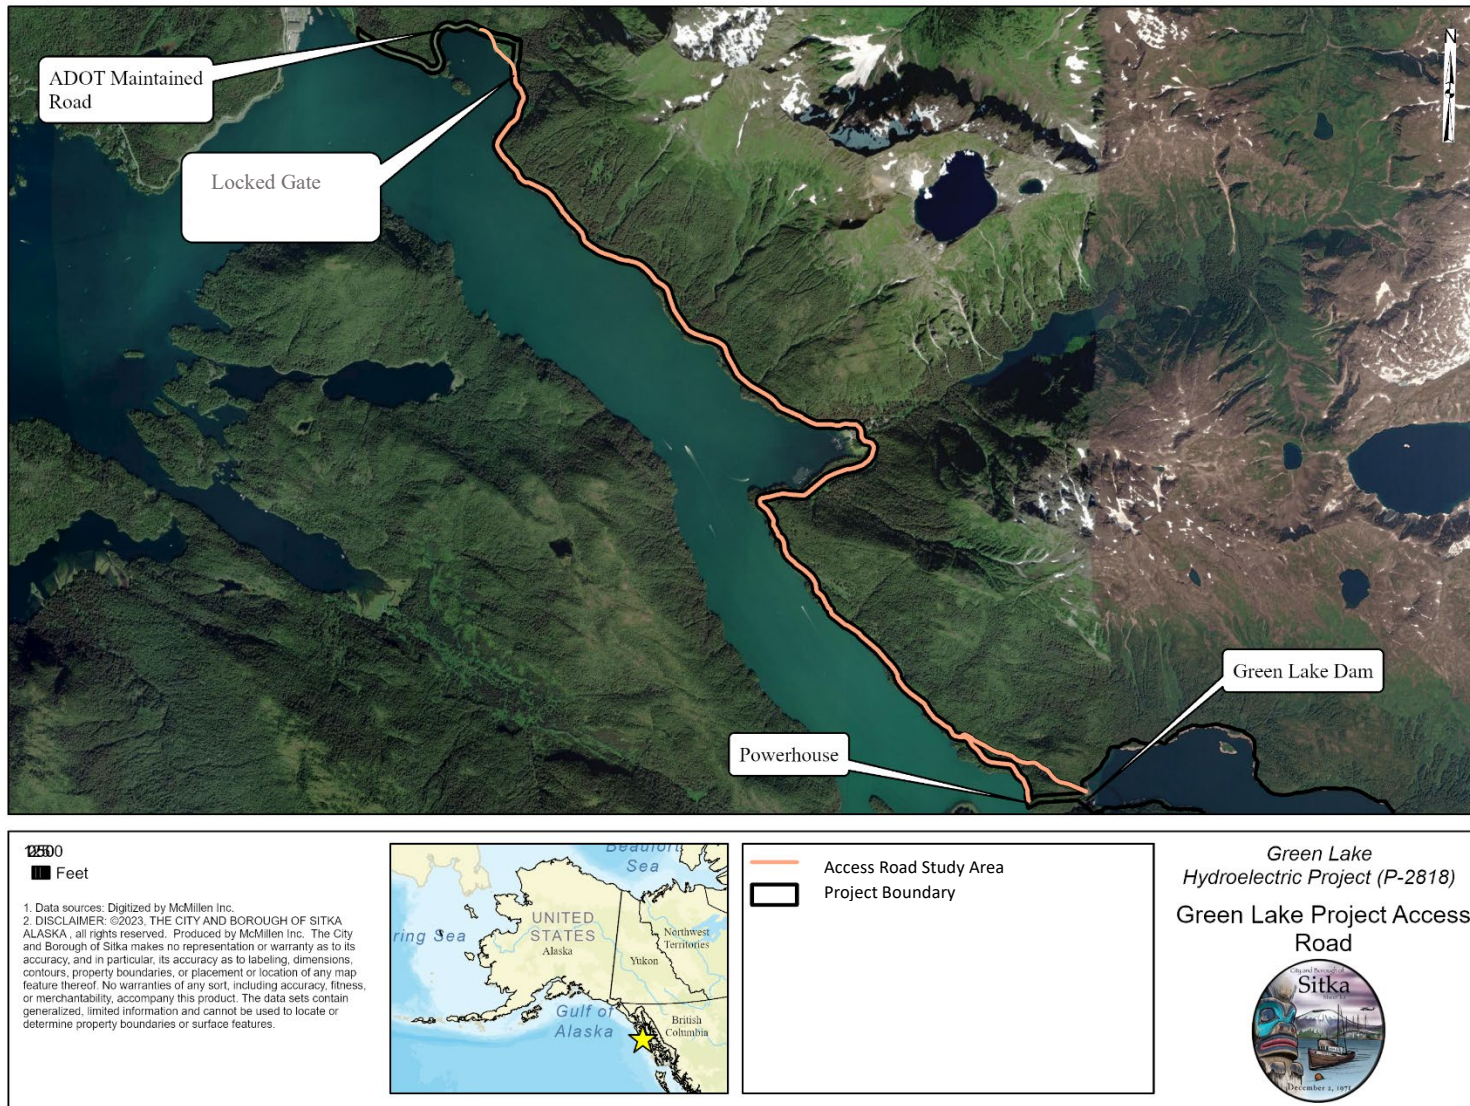 N
ADOT Maintained
Road
Locked Gate
Green Lake Dam
Powerhouse
Feet
1. Data sources: Digitized by McMillen Inc.
2. DISCLAIMER: ©2023, THE CITY AND BOROUGH OF SITKA
ALASKA , all rights reserved. Produced by McMillen Inc. The City
and Borough of Sitka makes no representation or warranty as to its
accuracy, and in particular, its accuracy as to labeling, dimensions,
contours, property boundaries, or placement or location of any map
feature thereof. No warranties of any sort, including accuracy, fitness,
or merchantability, accompany this product. The data sets contain
generalized, limited information and cannot be used to locate or
determine property boundaries or surface features.
Beaufort
Sea
UNITED
STATES
Alaska
ring Sea
Northwest
Territories
Yukon
Gulf of
Alaska
British
Columbia
Access Road Study Area
Project Boundary
Green Lake
Hydroelectric Project (P-2818)
Green Lake Project Access
Road
City and Borough of
Sitka
December 2, 1971